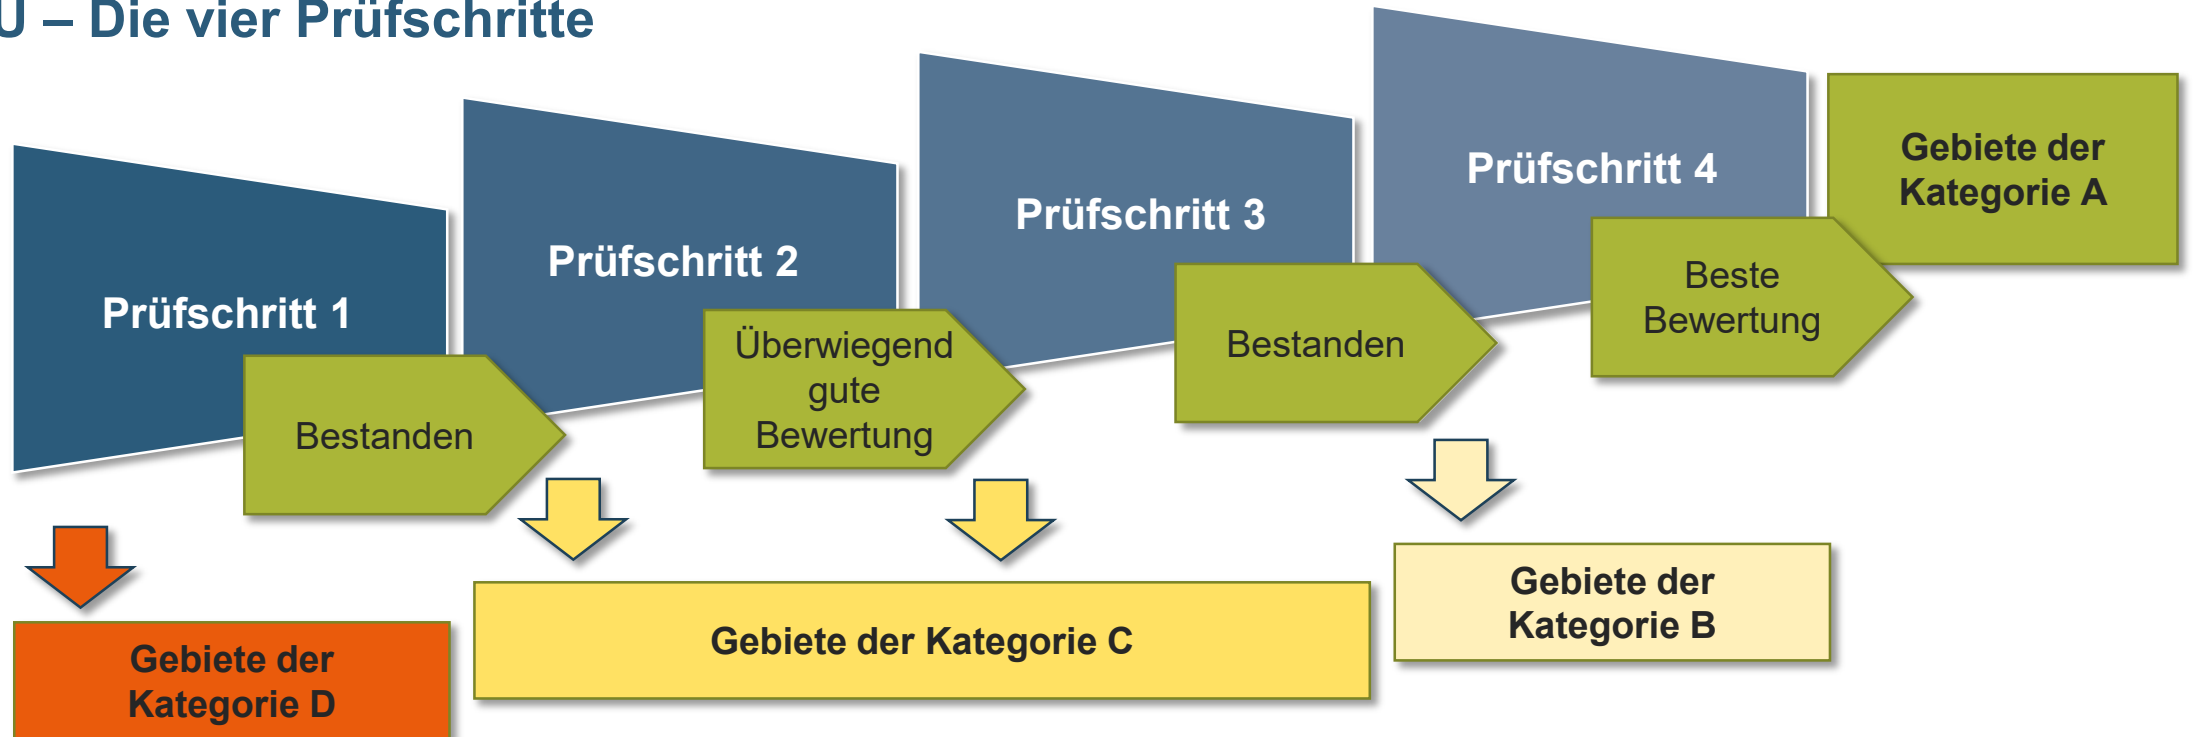 U – Die vier Prüfschritte
Prüfschritt 1
Bestanden
Prüfschritt 2
Überwiegend
gute
Bewertung
Prüfschritt 3
Bestanden
Prüfschritt 4
Beste
Bewertung
Gebiete der
Kategorie A
Gebiete der
Kategorie D
Gebiete der Kategorie C
Gebiete der
Kategorie B